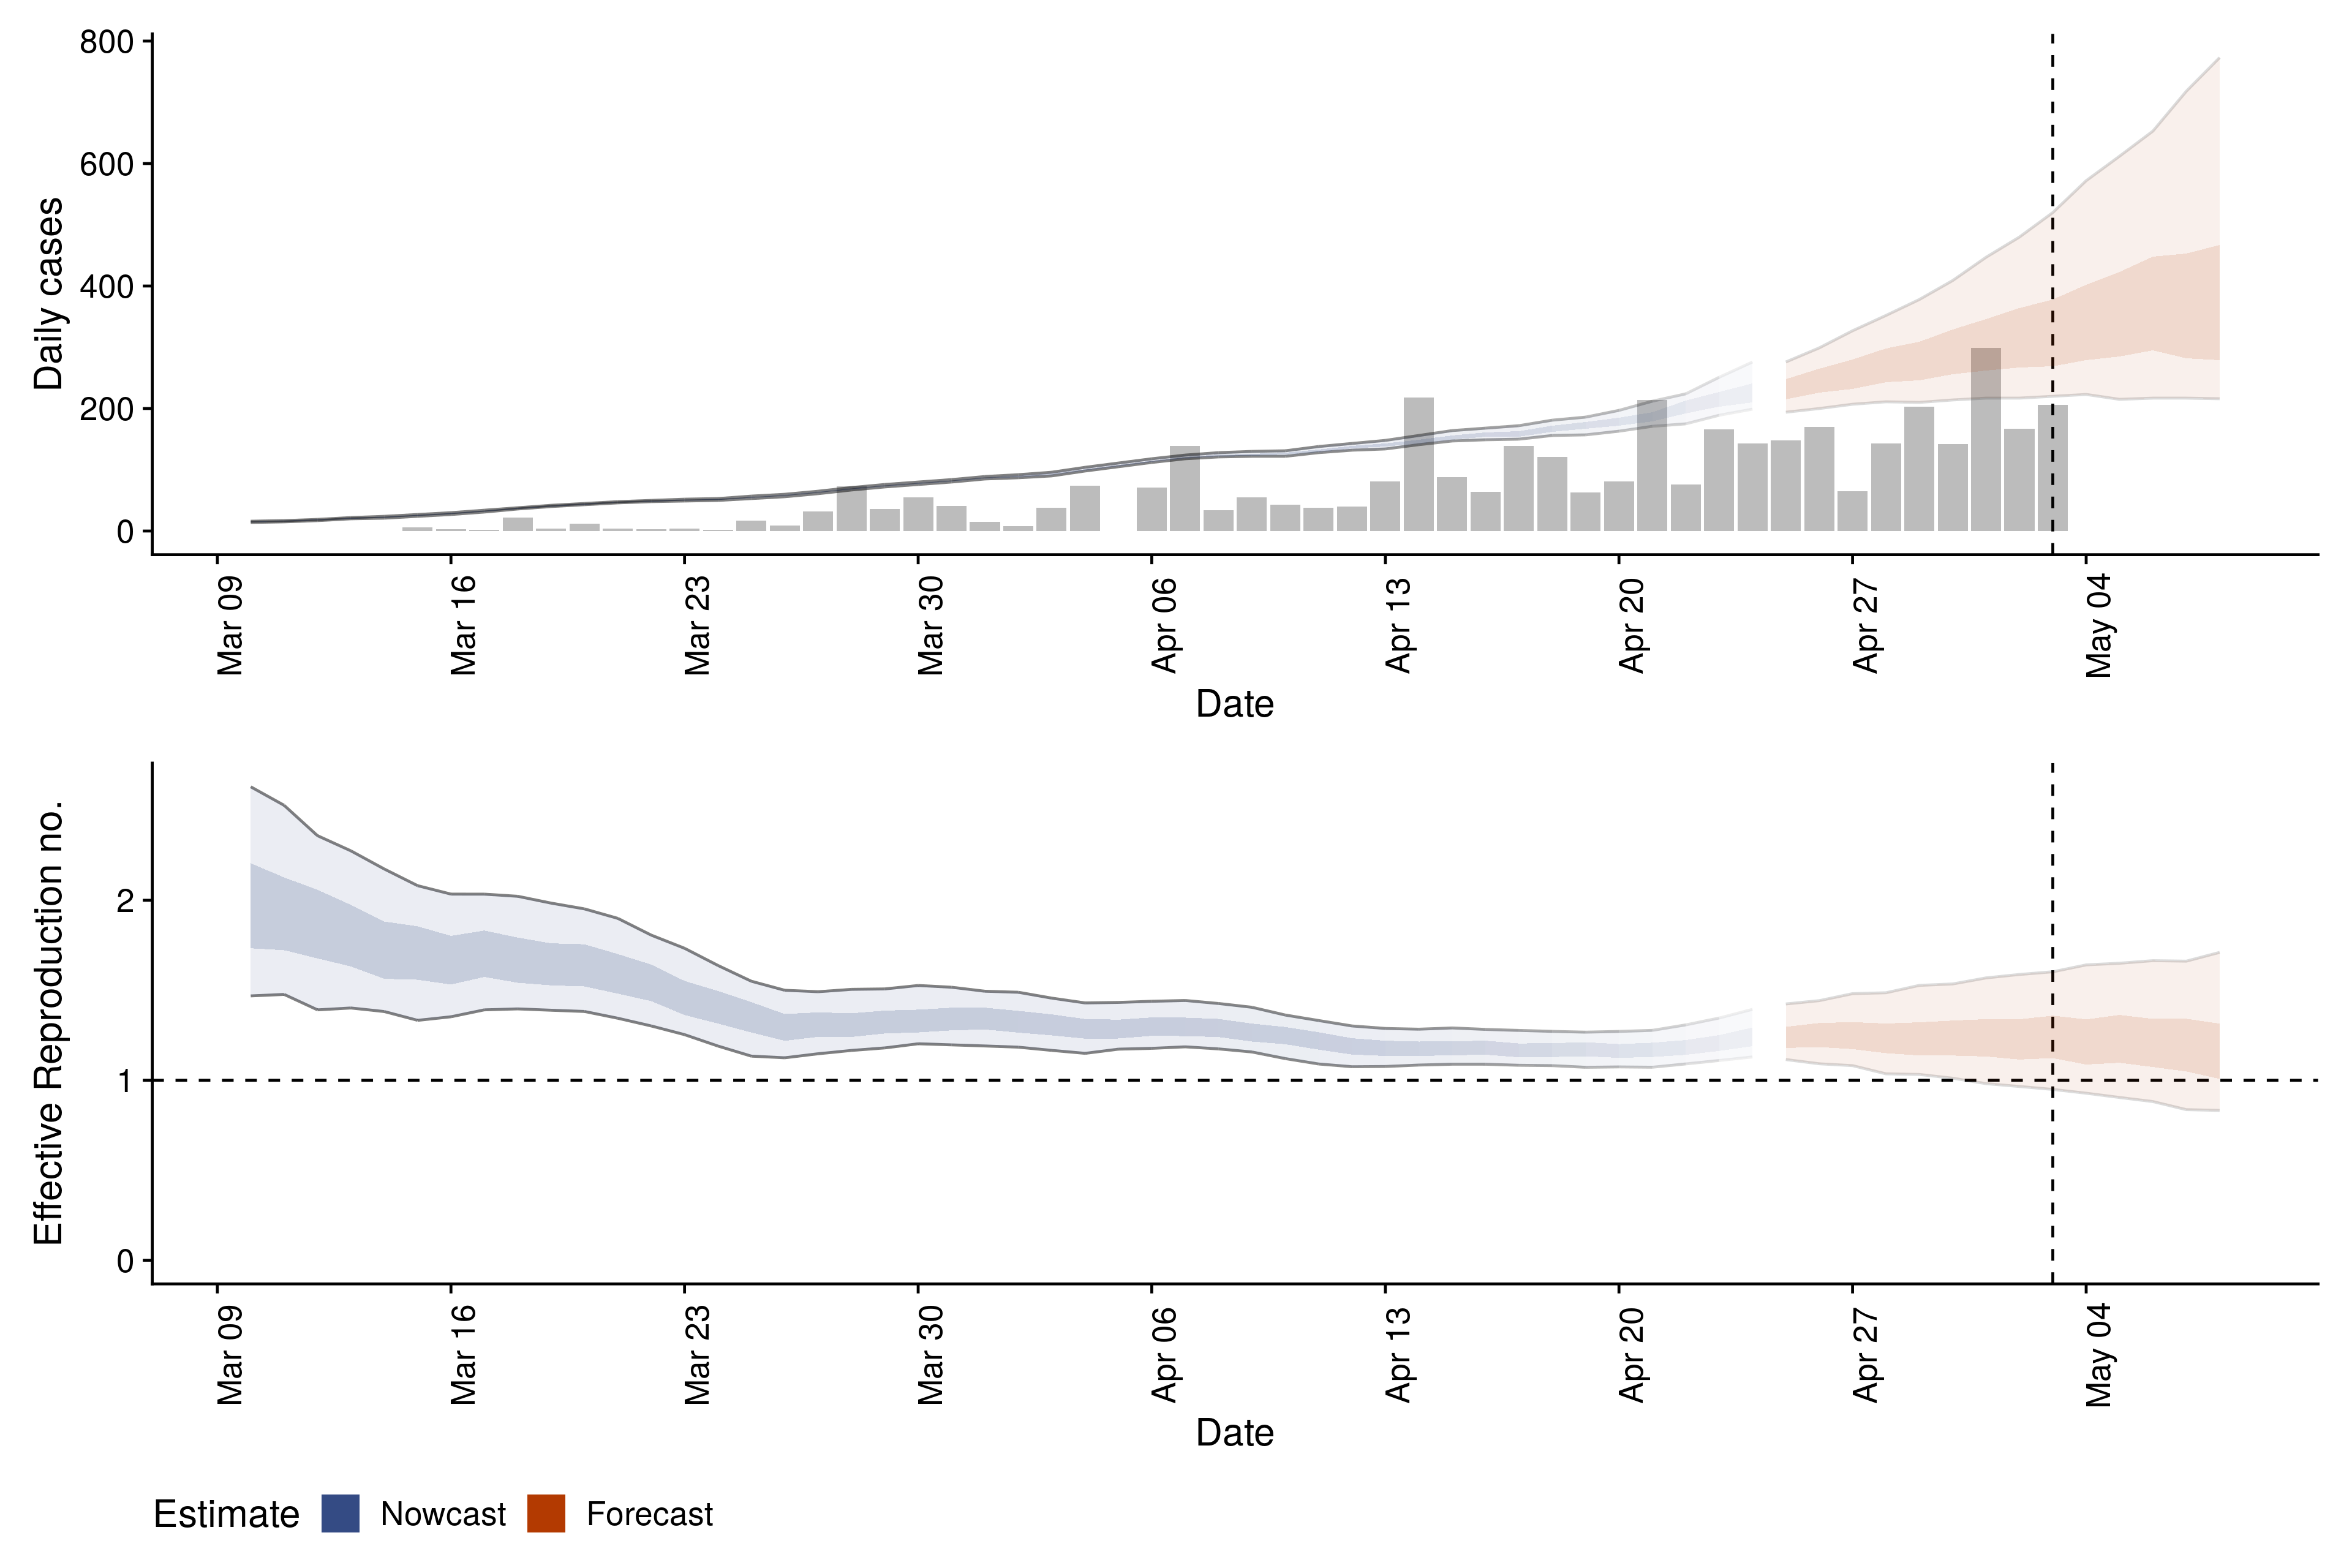 Daily cases
800
600
400
200
0
Mar 09
Mar 16
Mar 23
Mar 30
Apr 06
Apr 13
Apr 20
Apr 27
May 04
Date
Effective Reproduction no.
2
1
0
Mar 09
Mar 16
Mar 23
Mar 30
Apr 06
Apr 13
Apr 20
Apr 27
May 04
Date
Estimate Nowcast Forecast